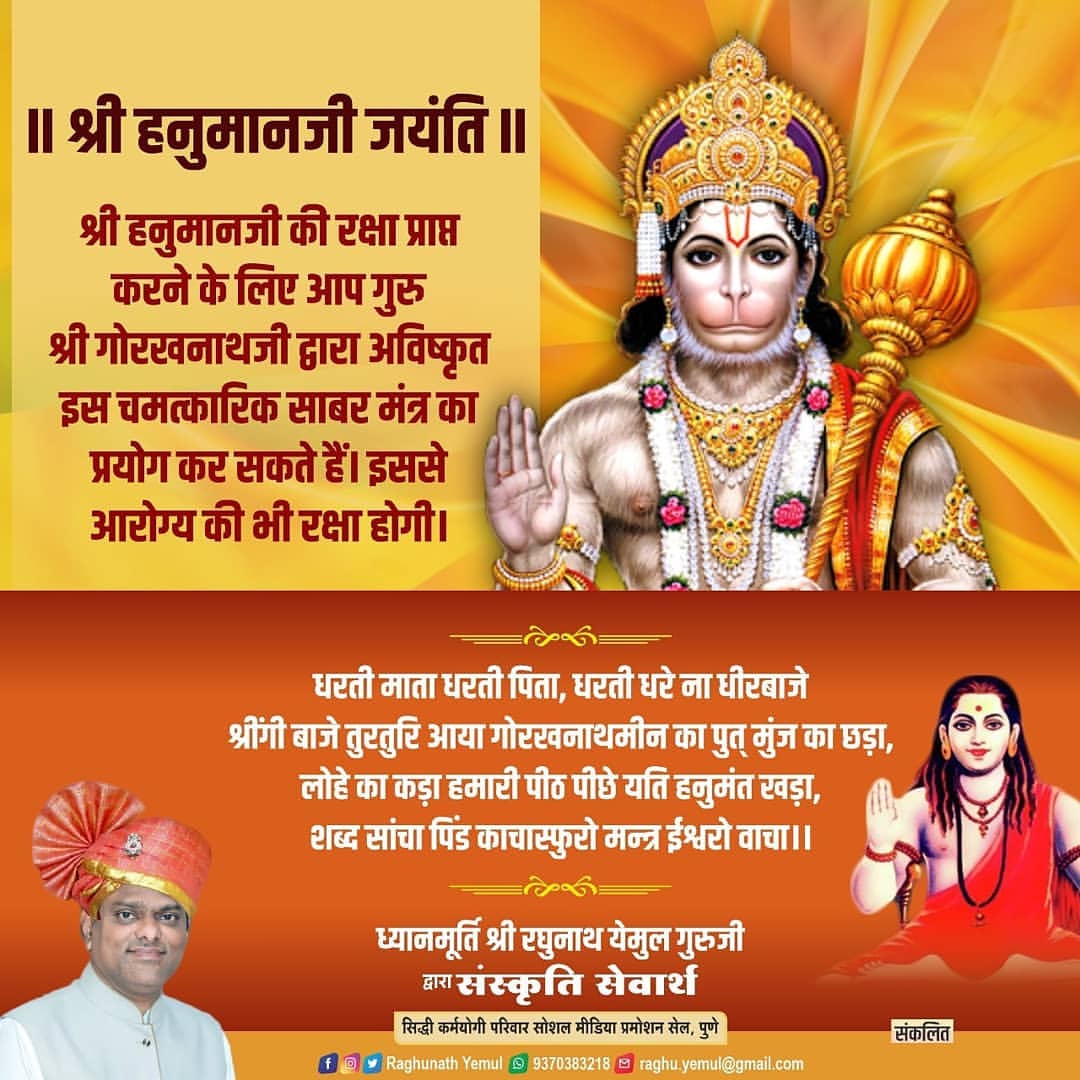 ॥ श्री हनुमानजी जयंति ॥
श्री हनुमानजी की रक्षा प्राप्त
करने के लिए आप गुरु
श्री गोरखनाथजी द्वारा अविष्कृत
इस चमत्कारिक साबर मंत्र का
प्रयोग कर सकते हैं। इससे
आरोग्य की भी रक्षा होगी।
धरती माता धरती पिता, धरती धरे ना धीरबाजे
श्रींगी बाजे तुरतुरि आया गोरखनाथमीन का पुत् मुंज का छड़ा,
लोहे का कड़ा हमारी पीठ पीछे यति हनुमंत खड़ा,
शब्द सांचा पिंड काचास्फुरो मन्त्र ईश्वरो वाचा।।
ध्यानमूर्ति श्री रघुनाथ येमुल गुरुजी
द्वारा संस्कृति सेवार्थ
सिद्धी कर्मयोगी परिवार सोशल मीडिया प्रमोशन सेल, पुणे
संकलित
Raghunath Yemul 9370383218 raghu.yemul@gmail.com